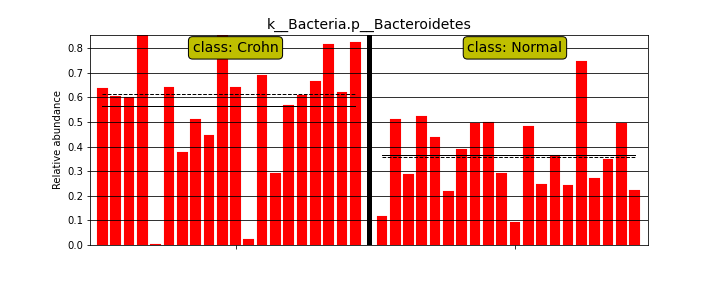 k__Bacteria.p__Bacteroidetes
class: Crohn
class: Normal
Relative abundance
0.8
0.7
0.6
0.5
0.4
0.3
0.2
0.1
0.0